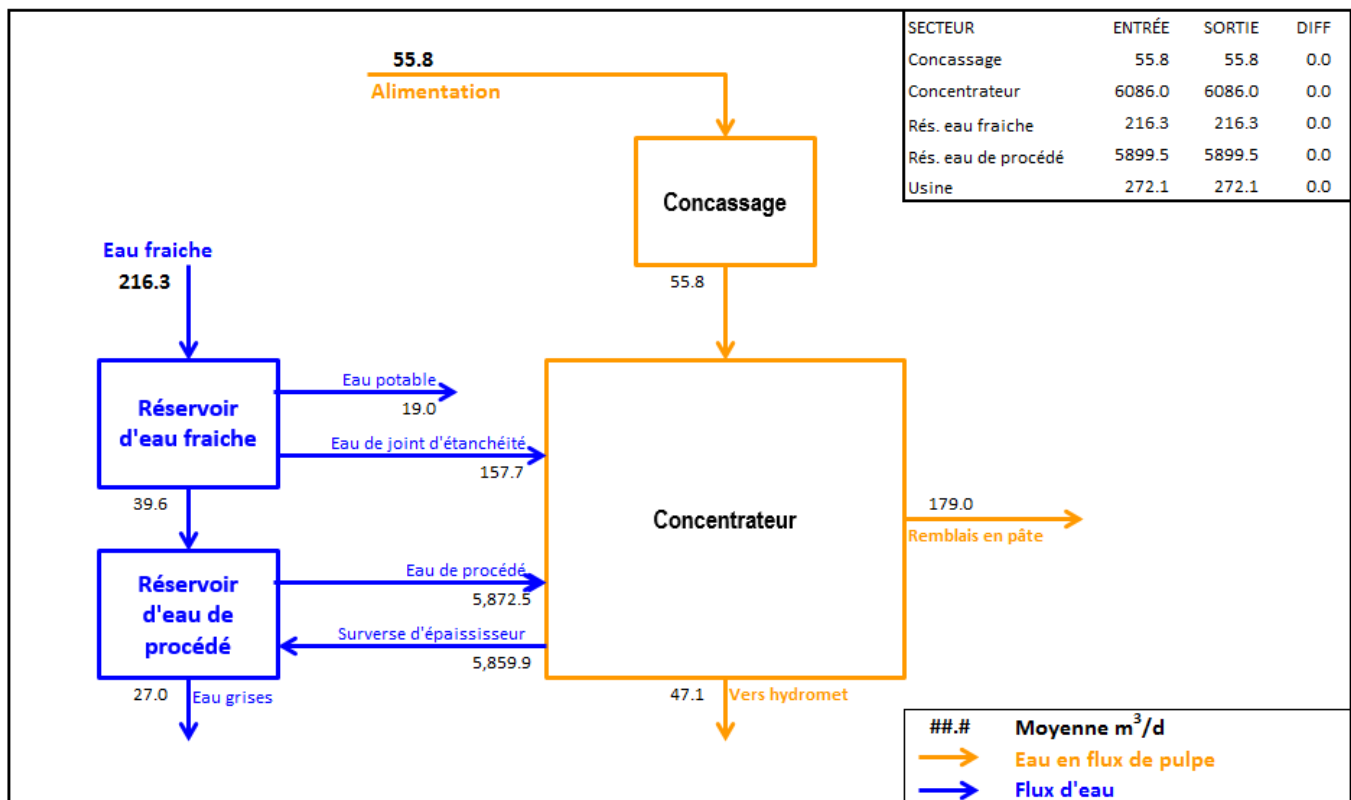 SECTEUR ENTRÉE SORTIE DIFF
Concassage 55.8 55.8 0.0
Concentrateur 6086.0 6086.0 0.0
Rés. eau fraiche 216.3 216.3 0.0
Rés. eau de procédé 5899.5 5899.5 0.0
Usine 272.1 272.1 0.0
55.8
Alimentation
Concassage
55.8
Eau fraiche
216.3
Réservoir
d'eau fraiche
Eau potable
19.0
Eau de joint d'étanchéité
157.7
39.6
Réservoir
d'eau de
procédé
Eau de procédé
5,872.5
Surverse d'épaississeur
5,859.9
27.0 Eau grises
Concentrateur
179.0
Remblais en pâte
47.1 Vers hydromet
##.# Moyenne m³/d
Eau en flux de pulpe
Flux d'eau